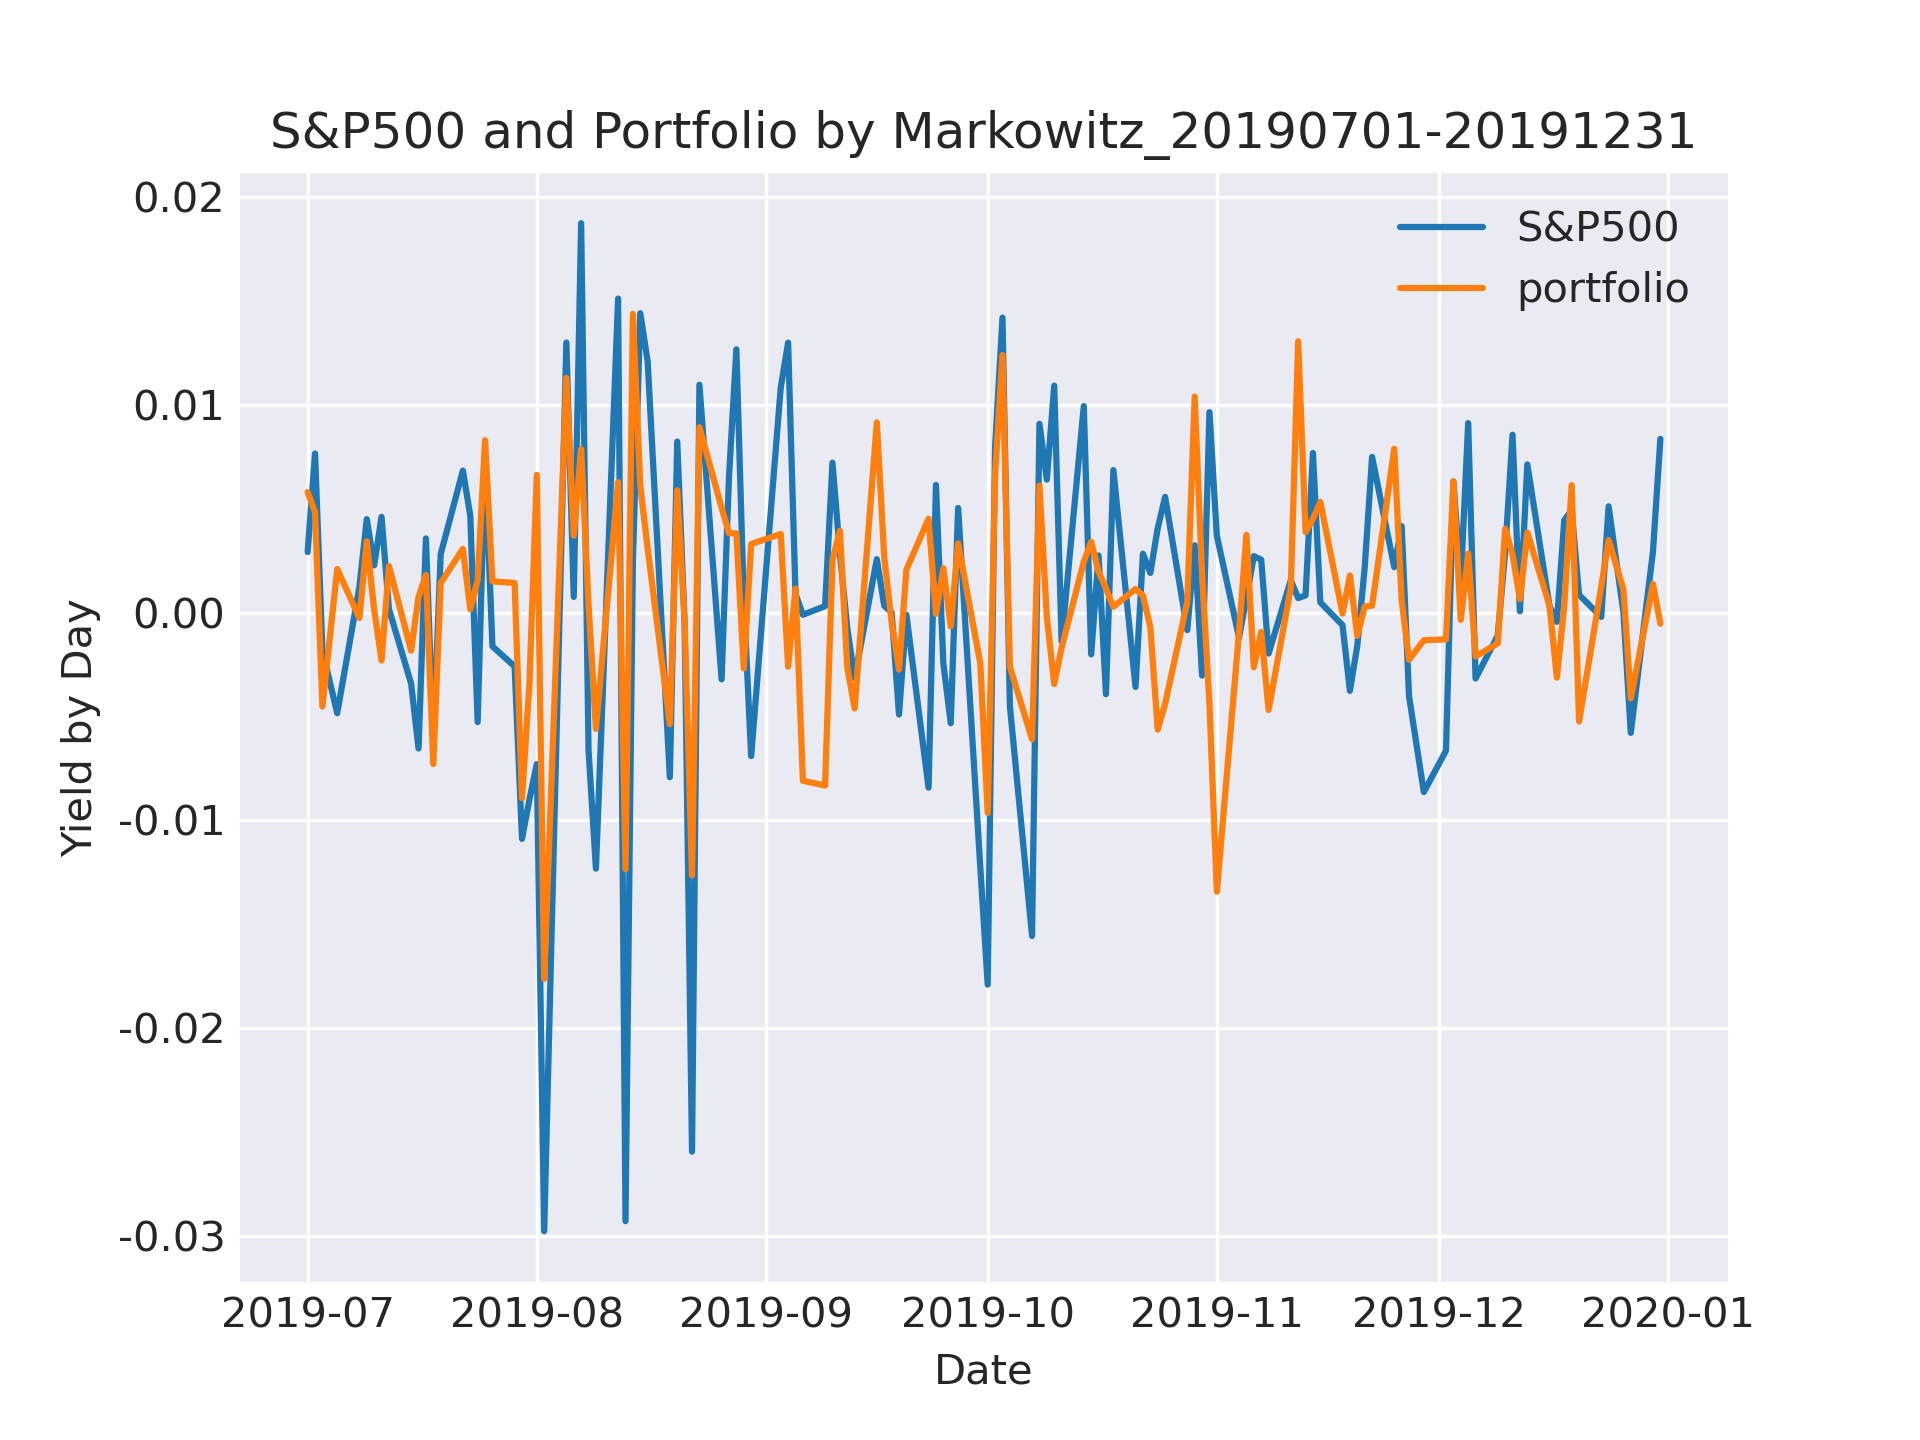 S&P500 and Portfolio by Markowitz_20190701-20191231
0.02
0.01
0.00
-0.01
-0.02
-0.03
Yield by Day
S&P500
portfolio
2019-07 2019-08 2019-09 2019-10 2019-11 2019-12 2020-01
Date